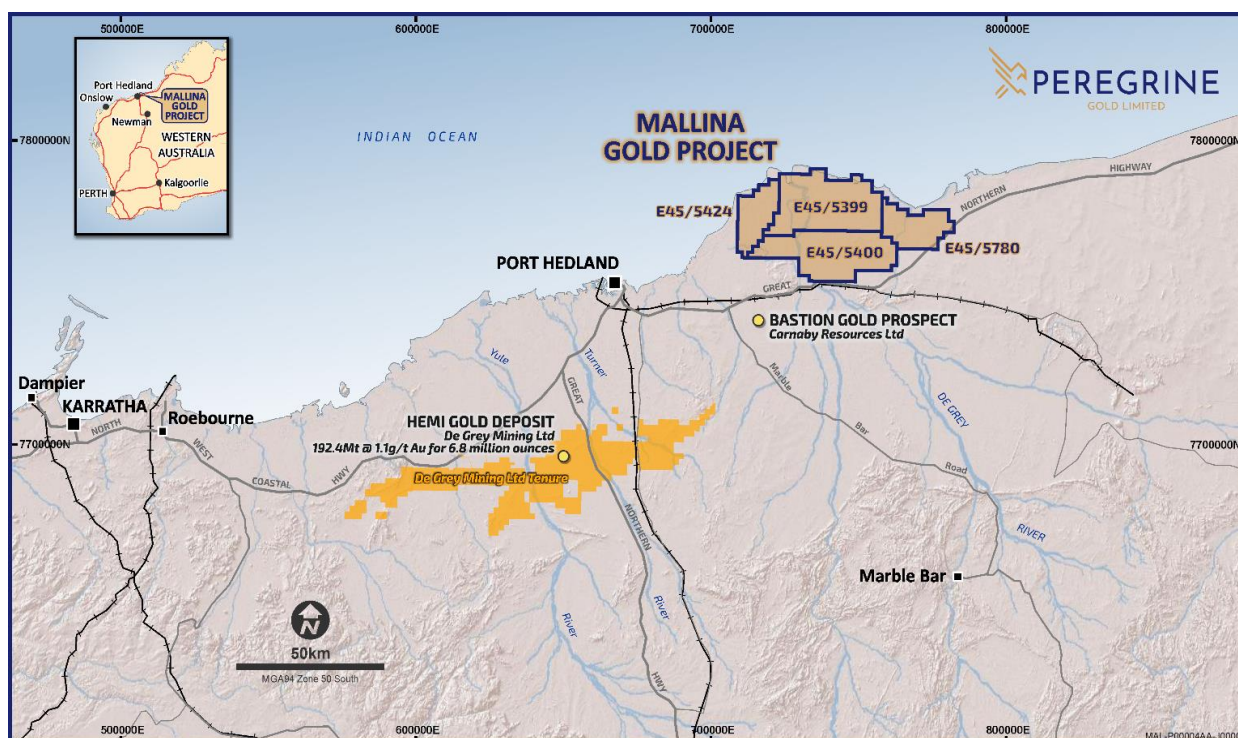 500000E
600000E
700000E
800000E
PEREGRINE
GOLD LIMITED
Port Hedland
Onslow
MALLINA
GOLD
PROJECT
Newman
WESTERN
AUSTRALIA
PERTH
Kalgoorlie
INDIAN OCEAN
MALLINA
GOLD PROJECT
7800000N
7800000N
HIGHWAY
NORTHERN
E45/5424
E45/5399
E45/5400
E45/5780
PORT HEDLAND
GREAT
BASTION GOLD PROSPECT
Carnaby Resources Ltd
Yule
Turner
Marble
Dampier
KARRATHA
Roebourne
GREAT
DE GREY
HEMI GOLD DEPOSIT
De Grey Mining Ltd
192.4Mt @ 1.1g/t Au for 6.8 million ounces
NORTH
WEST
COASTAL
HWY
7700000N
7700000N
Bar
Road
De Grey Mining Ltd Tenure
NORTHERN
RIVER
Marble Bar
River
River
HWY
N
50km
MGA94 Zone 50 South
500000E
600000E
700000E
800000E